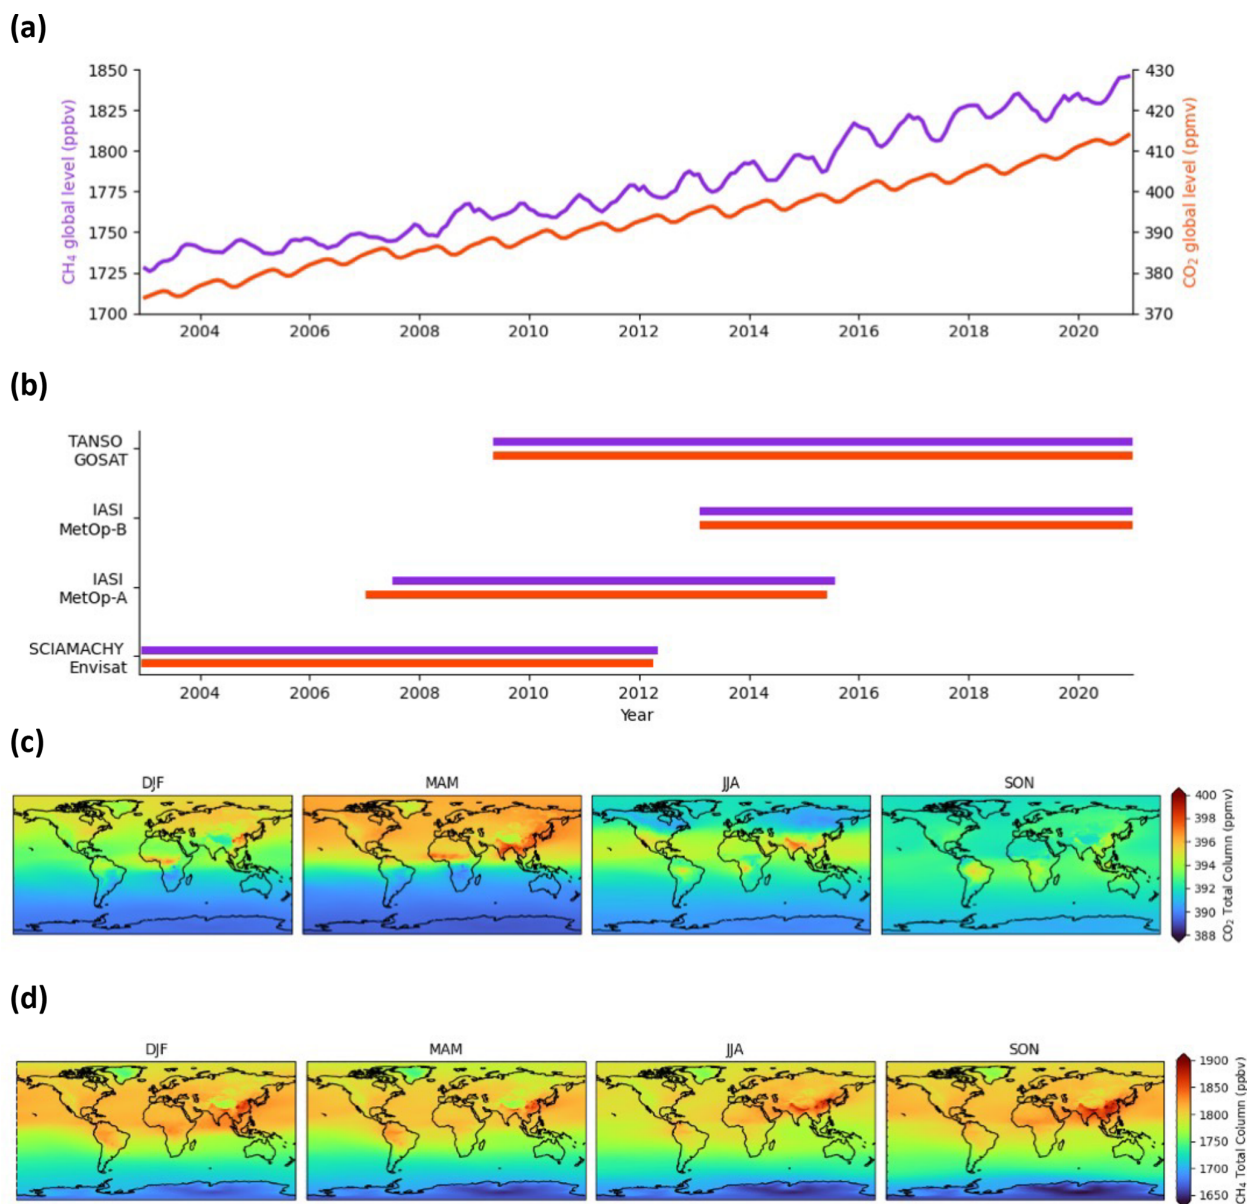 (a)
1850
1825
1800
1775
1750
1725
1700
CH₄ global level (ppbv)
430
420
410
400
390
380
370
CO₂ global level (ppmv)
2004 2006 2008 2010 2012 2014 2016 2018 2020
(b)
TANSO
GOSAT
IASI
MetOp-B
IASI
MetOp-A
SCIAMACHY
Envisat
2004 2006 2008 2010 2012 2014 2016 2018 2020
Year
(c)
DJF MAM JJA SON
400
398
396
394
392
390
388
CO₂ Total Column (ppmv)
(d)
DJF MAM JJA SON
1900
1850
1800
1750
1700
1650
CH₄ Total Column (ppbv)